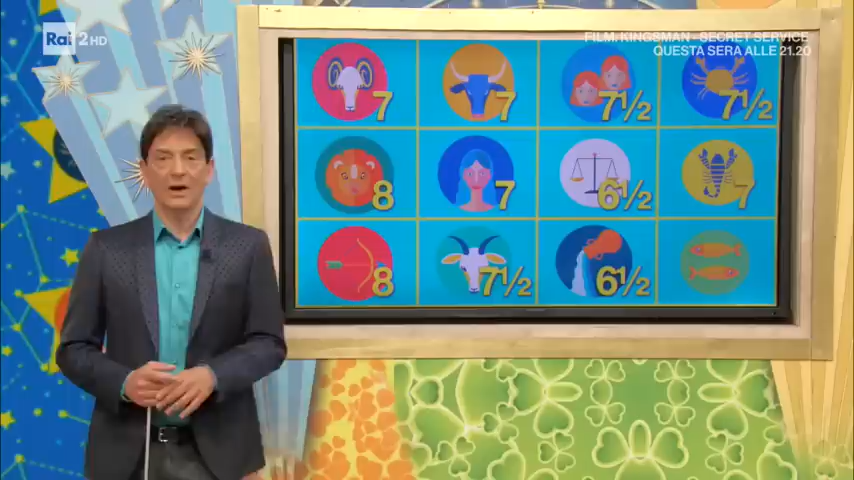 Rai 2 HD
FILM: KINGSMAN - SECRET SERVICE
QUESTA SERA ALLE 21.20
7 7 7½ 7½
8 7 6½ 7
8 7½ 6½